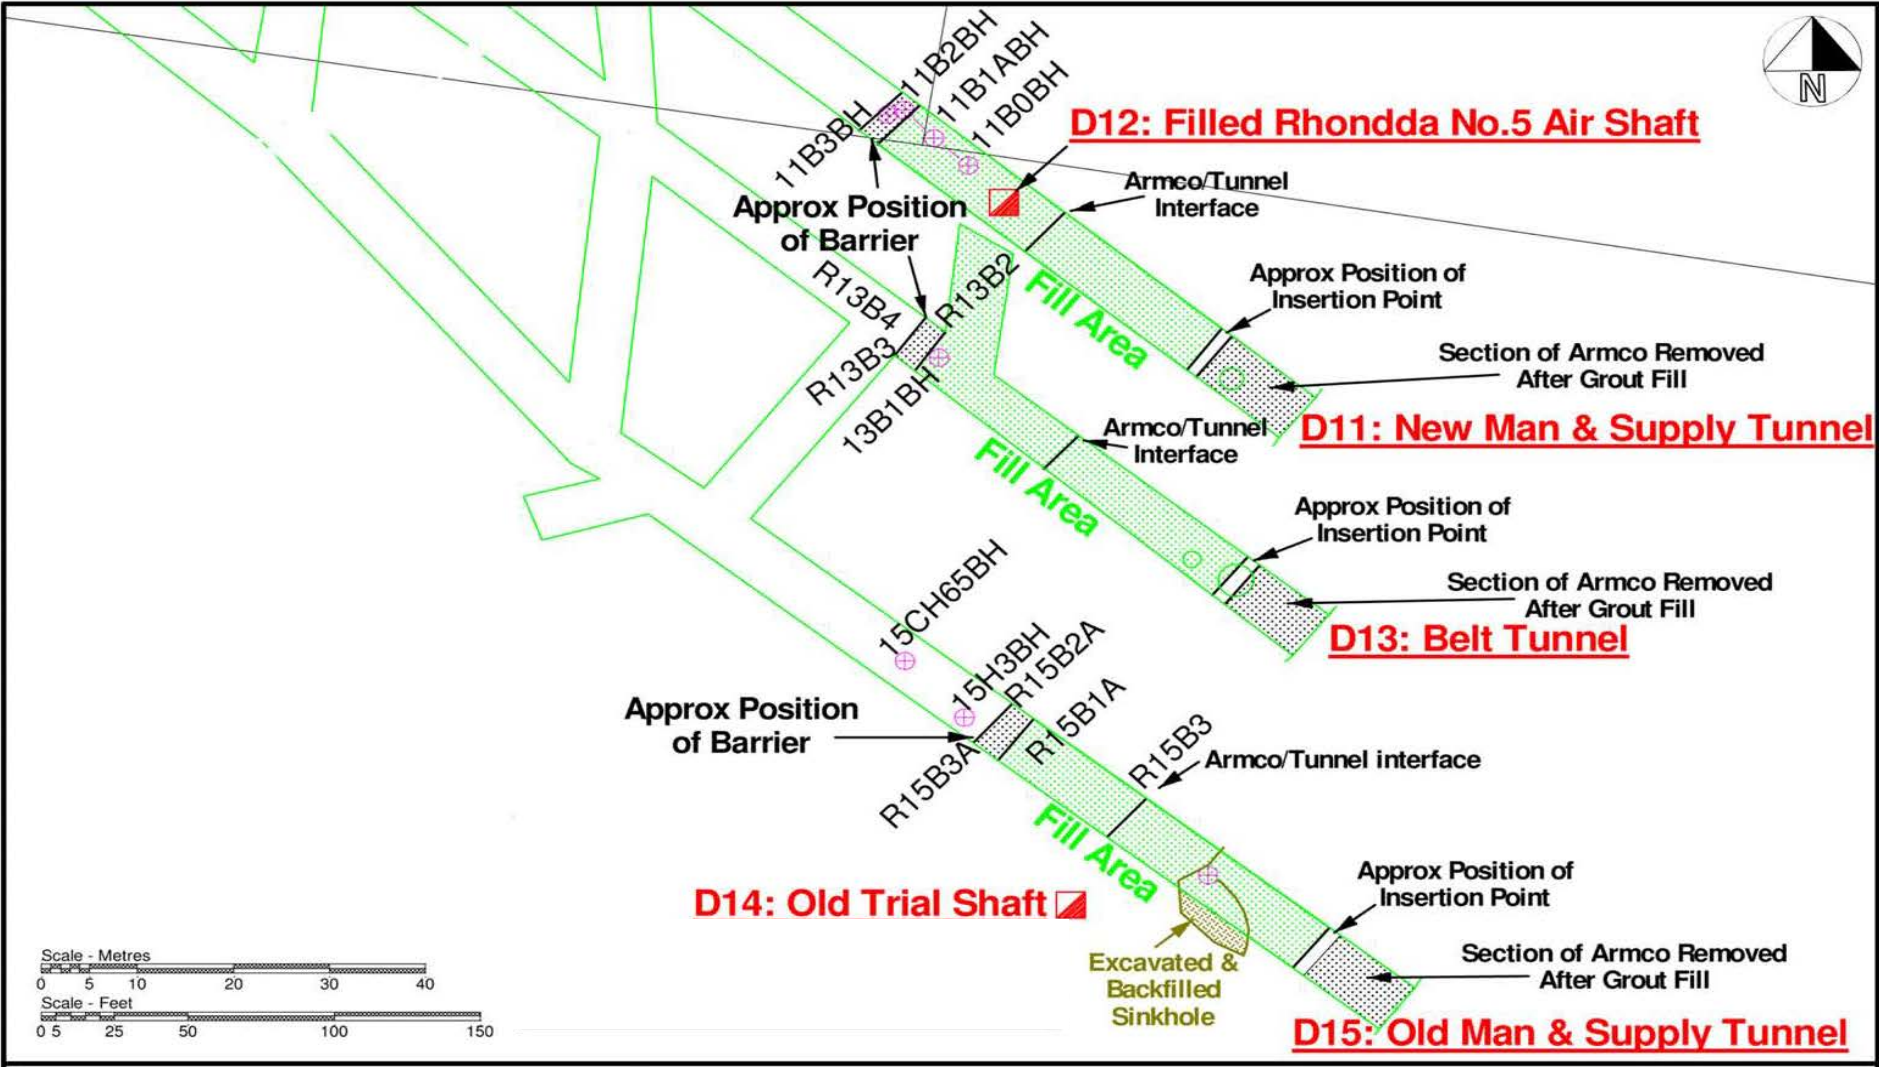 11B2BH
11B1ABH
11B0BH
11B3BH
N
D12: Filled Rhondda No.5 Air Shaft
Armco/Tunnel
Interface
Approx Position
of Barrier
R13B4
R13B2
R13B3
13B1BH
Fill Area
Approx Position of
Insertion Point
Section of Armco Removed
After Grout Fill
D11: New Man & Supply Tunnel
Armco/Tunnel
Interface
Fill Area
Approx Position of
Insertion Point
Section of Armco Removed
After Grout Fill
D13: Belt Tunnel
15CH65BH
15H3BH
R15B2A
R15B1A
R15B3
Approx Position
of Barrier
R15B3A
Armco/Tunnel interface
Fill Area
Approx Position of
Insertion Point
D14: Old Trial Shaft
Excavated &
Backfilled
Sinkhole
Section of Armco Removed
After Grout Fill
D15: Old Man & Supply Tunnel
Scale - Metres
0 5 10 20 30 40
Scale - Feet
0 5 25 50 100 150